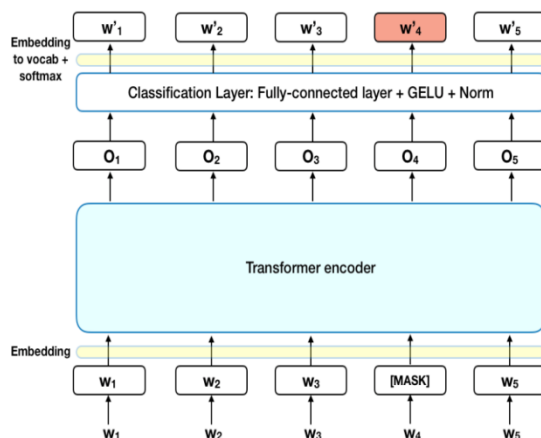 w'1 w'2 w'3 w'4 w'5
Embedding
to vocab +
softmax
Classification Layer: Fully-connected layer + GELU + Norm
O1 O2 O3 O4 O5
Transformer encoder
Embedding
w1 w2 w3 [MASK] w5
w1 w2 w3 w4 w5